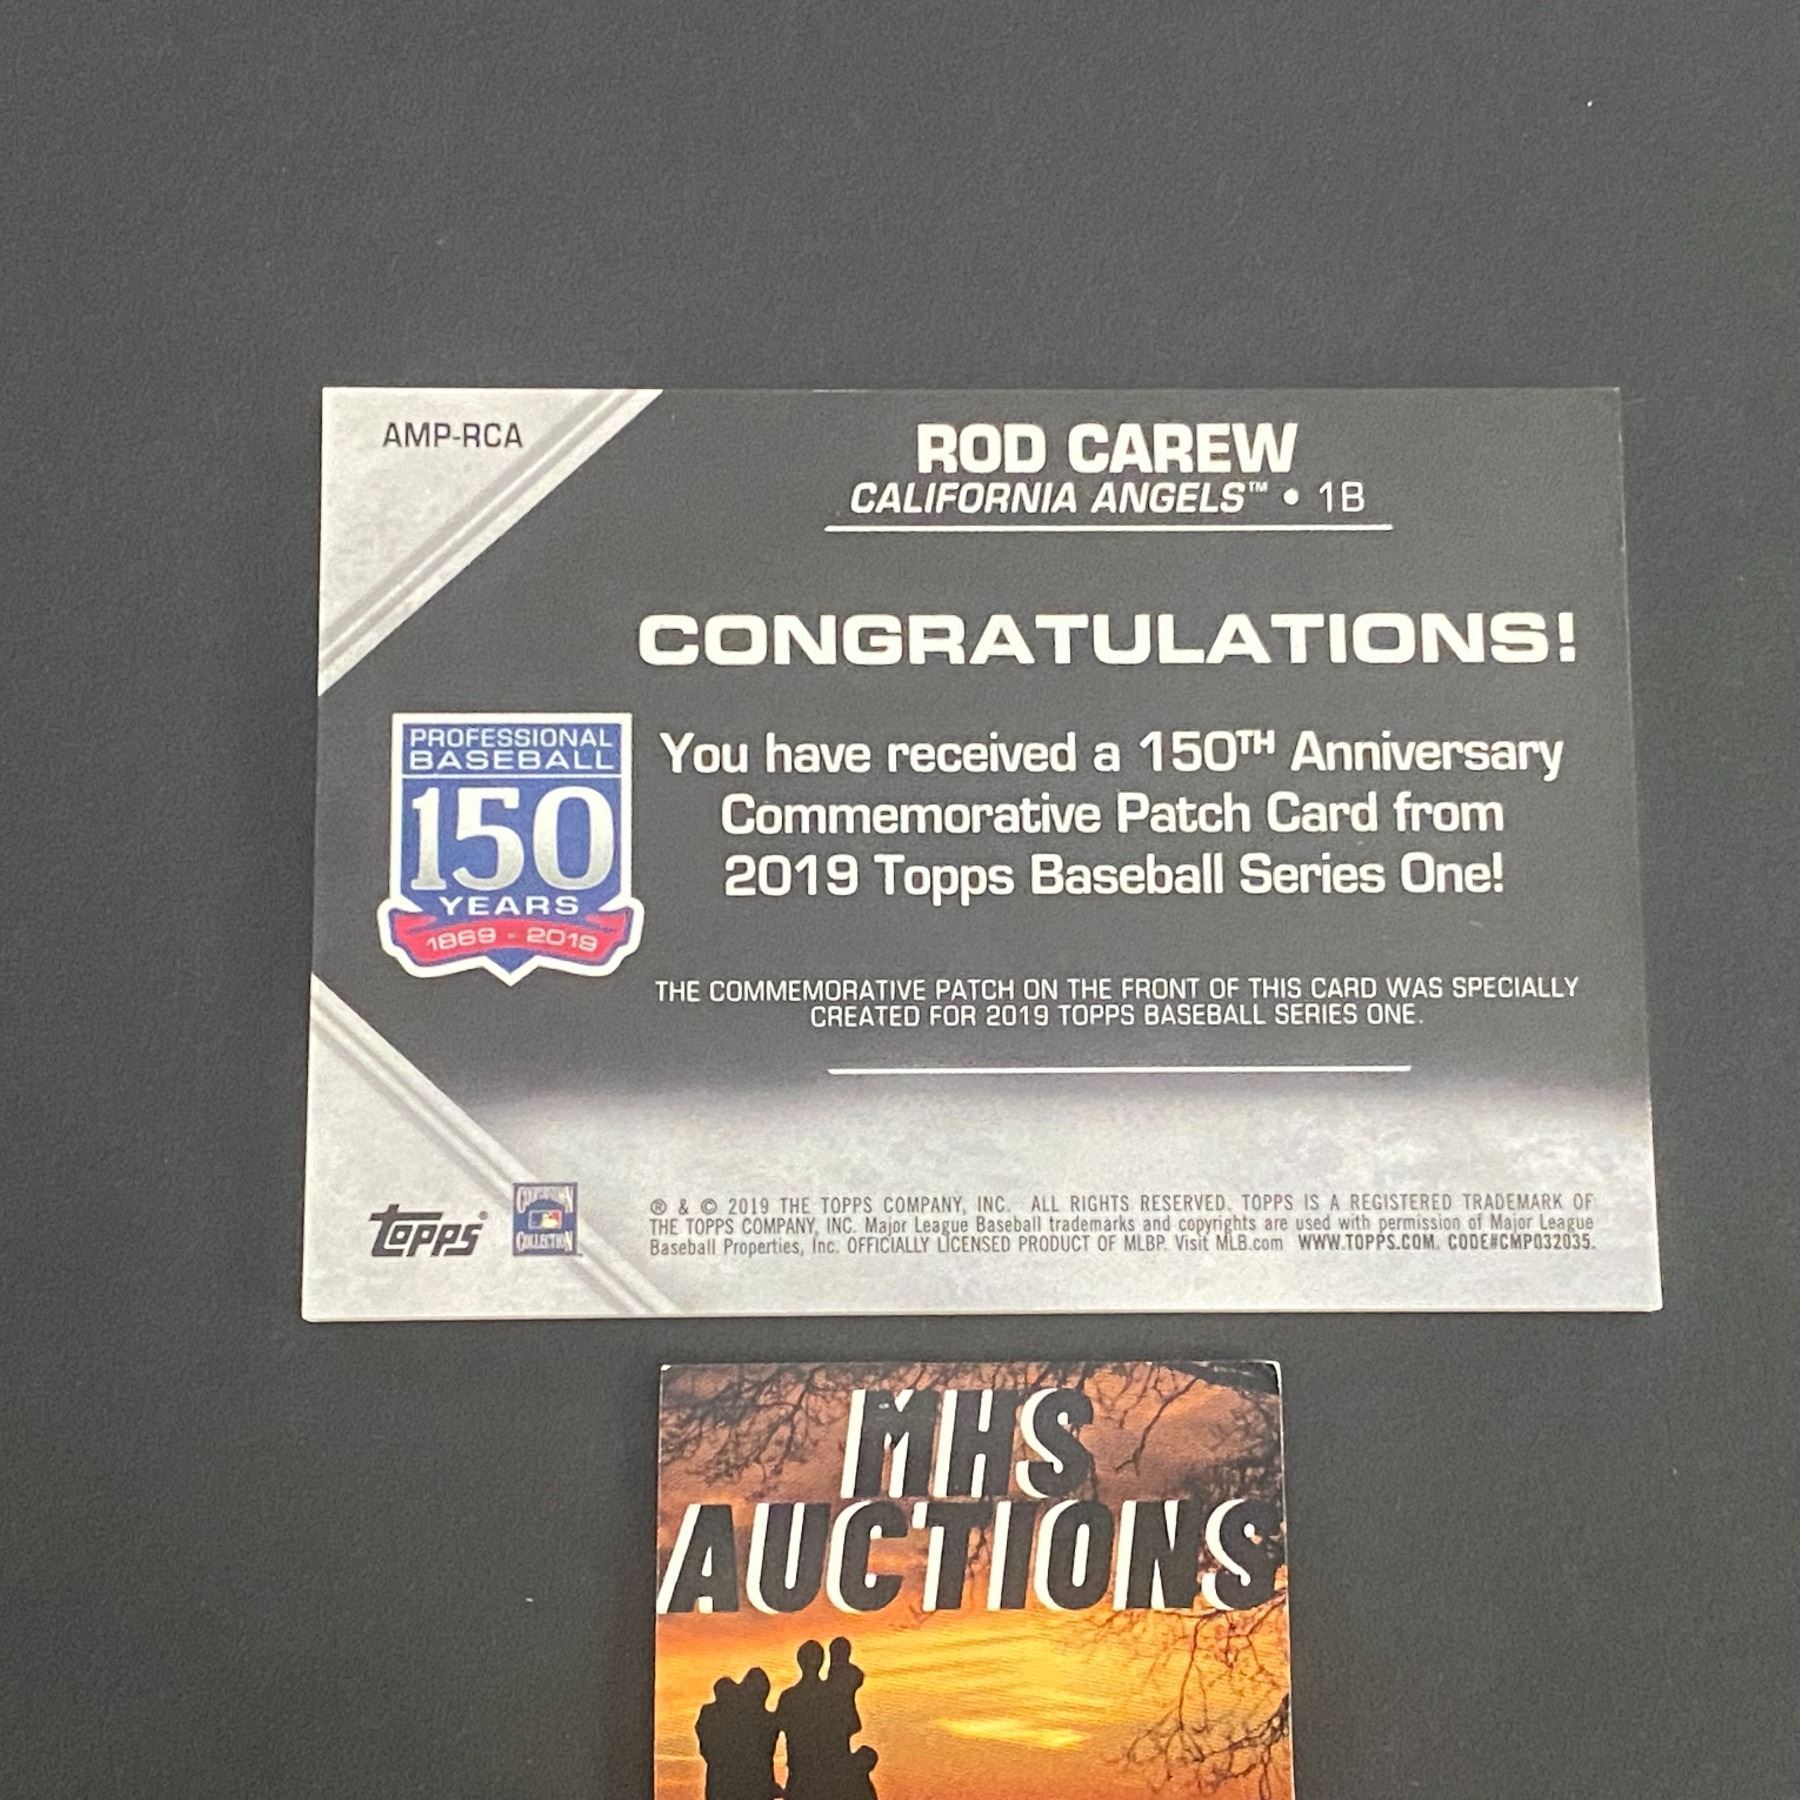 AMP-RCA
ROD CAREW
CALIFORNIA ANGELS™ • 1B
CONGRATULATIONS!
PROFESSIONAL
BASEBALL
150
YEARS
1869 - 2019
You have received a 150TH Anniversary
Commemorative Patch Card from
2019 Topps Baseball Series One!
THE COMMEMORATIVE PATCH ON THE FRONT OF THIS CARD WAS SPECIALLY
CREATED FOR 2019 TOPPS BASEBALL SERIES ONE.
topps®
COOPERSTOWN
COLLECTION
® & © 2019 THE TOPPS COMPANY, INC. ALL RIGHTS RESERVED. TOPPS IS A REGISTERED TRADEMARK OF
THE TOPPS COMPANY, INC. Major League Baseball trademarks and copyrights are used with permission of Major League
Baseball Properties, Inc. OFFICIALLY LICENSED PRODUCT OF MLBP. Visit MLB.com WWW.TOPPS.COM. CODE#CMP032035.
MHS
AUCTIONS